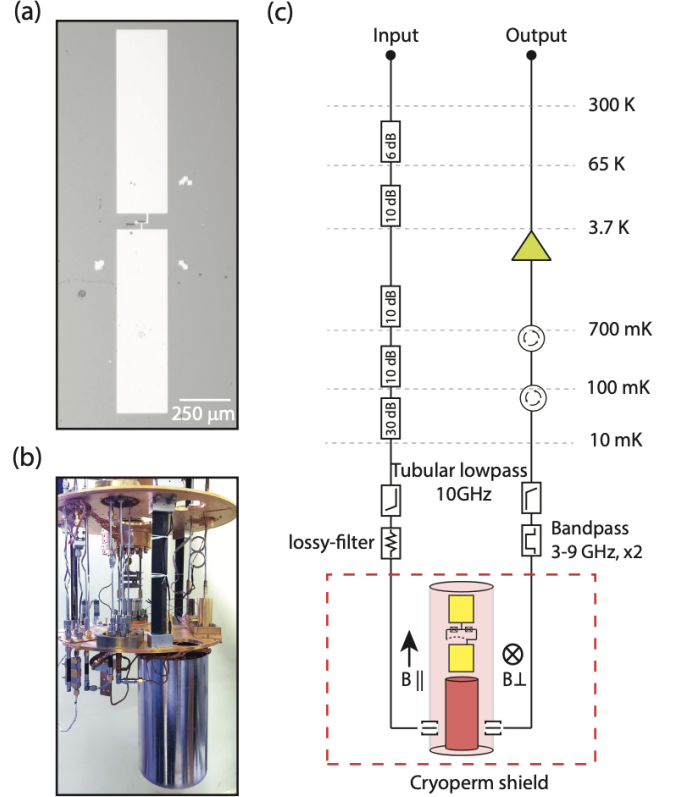 (a)
250 μm
(b)
(c)
Input
Output
300 K
6 dB
65 K
10 dB
3.7 K
10 dB
700 mK
10 dB
100 mK
30 dB
10 mK
Tubular lowpass
10GHz
lossy-filter
Bandpass
3-9 GHz, x2
B ||
B⊥
Cryoperm shield